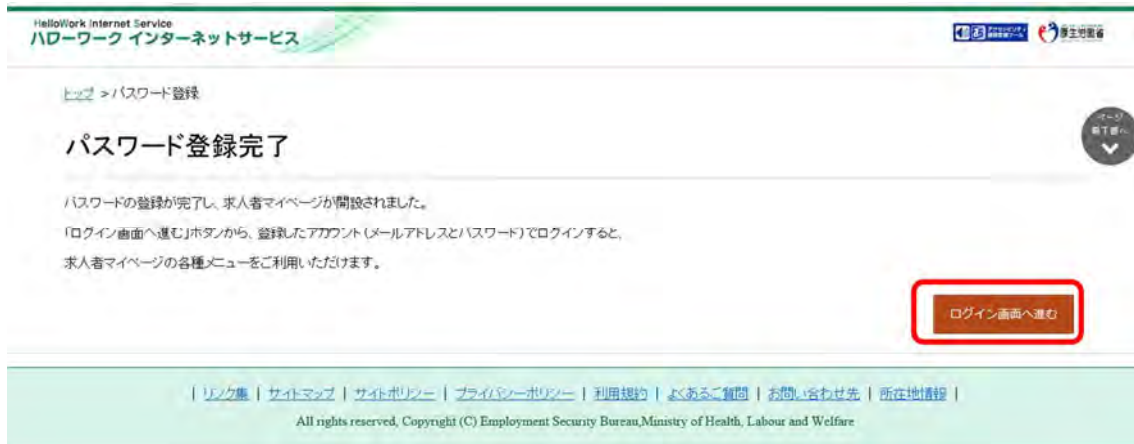 HelloWork Internet Service
ハローワーク インターネットサービス
厚生労働省
トップ >パスワード登録
パスワード登録完了
パスワードの登録が完了し、求人者マイページが開設されました。
「ログイン画面へ進む」ボタンから、登録したアカウント(メールアドレスとパスワード)でログインすると、
求人者マイページの各種メニューをご利用いただけます。
ログイン画面へ進む
| リンク集 | サイトマップ | サイトポリシー | プライバシーポリシー | 利用規約 | よくあるご質問 | お問い合わせ先 | 所在地情報 |
All rights reserved, Copyright (C) Employment Security Bureau,Ministry of Health, Labour and Welfare